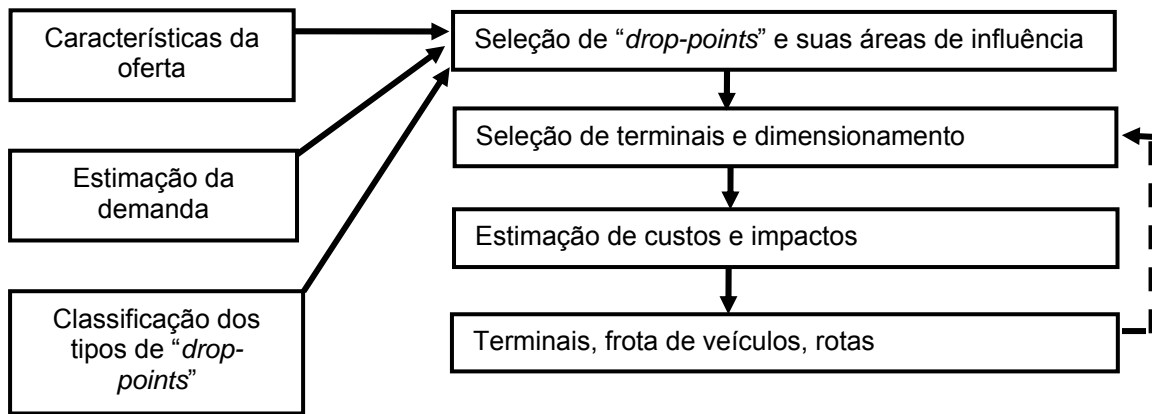 Características da
oferta
Estimação da
demanda
Classificação dos
tipos de “drop-
points”
Seleção de “drop-points” e suas áreas de influência
Seleção de terminais e dimensionamento
Estimação de custos e impactos
Terminais, frota de veículos, rotas